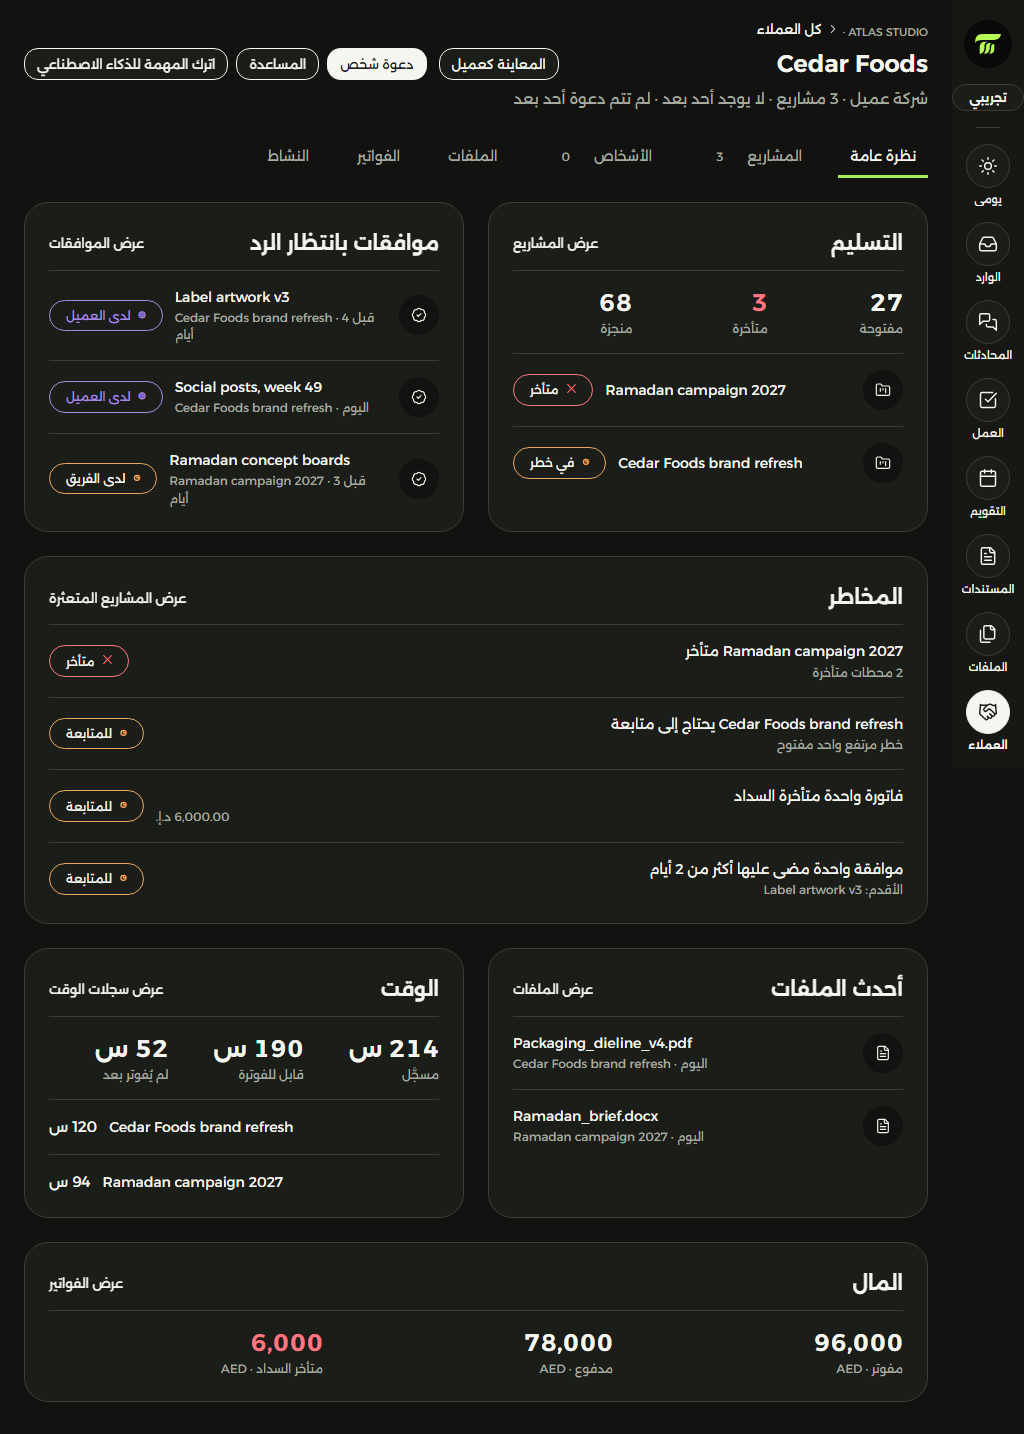 ATLAS STUDIO · كل العملاء
Cedar Foods
المعاينة كعميل
دعوة شخص
المساعدة
اترك المهمة للذكاء الاصطناعي
شركة عميل · 3 مشاريع · لا يوجد أحد بعد · لم تتم دعوة أحد بعد
تجريبي
يومي
الوارد
المحادثات
العمل
التقويم
المستندات
الملفات
العملاء
نظرة عامة
المشاريع 3
الأشخاص 0
الملفات
الفواتير
النشاط
التسليم
عرض المشاريع
27 مفتوحة
3 متأخرة
68 منجزة
Ramadan campaign 2027
متأخر
Cedar Foods brand refresh
في خطر
موافقات بانتظار الرد
عرض الموافقات
Label artwork v3
Cedar Foods brand refresh · قبل 4
أيام
لدى العميل
Social posts, week 49
Cedar Foods brand refresh · اليوم
لدى العميل
Ramadan concept boards
Ramadan campaign 2027 · قبل 3
أيام
لدى الفريق
المخاطر
عرض المشاريع المتعثرة
Ramadan campaign 2027 متأخر
2 محطات متأخرة
متأخر
Cedar Foods brand refresh يحتاج إلى متابعة
خطر مرتفع واحد مفتوح
للمتابعة
فاتورة واحدة متأخرة السداد
6,000.00 د.إ.
للمتابعة
موافقة واحدة مضى عليها أكثر من 2 أيام
الأقدم: Label artwork v3
للمتابعة
أحدث الملفات
عرض الملفات
Packaging_dieline_v4.pdf
Cedar Foods brand refresh · اليوم
Ramadan_brief.docx
Ramadan campaign 2027 · اليوم
الوقت
عرض سجلات الوقت
214 س
مسجَّل
190 س
قابل للفوترة
52 س
لم يُفوتر بعد
Cedar Foods brand refresh 120 س
Ramadan campaign 2027 94 س
المال
عرض الفواتير
96,000
مفوتر · AED
78,000
مدفوع · AED
6,000
متأخر السداد · AED